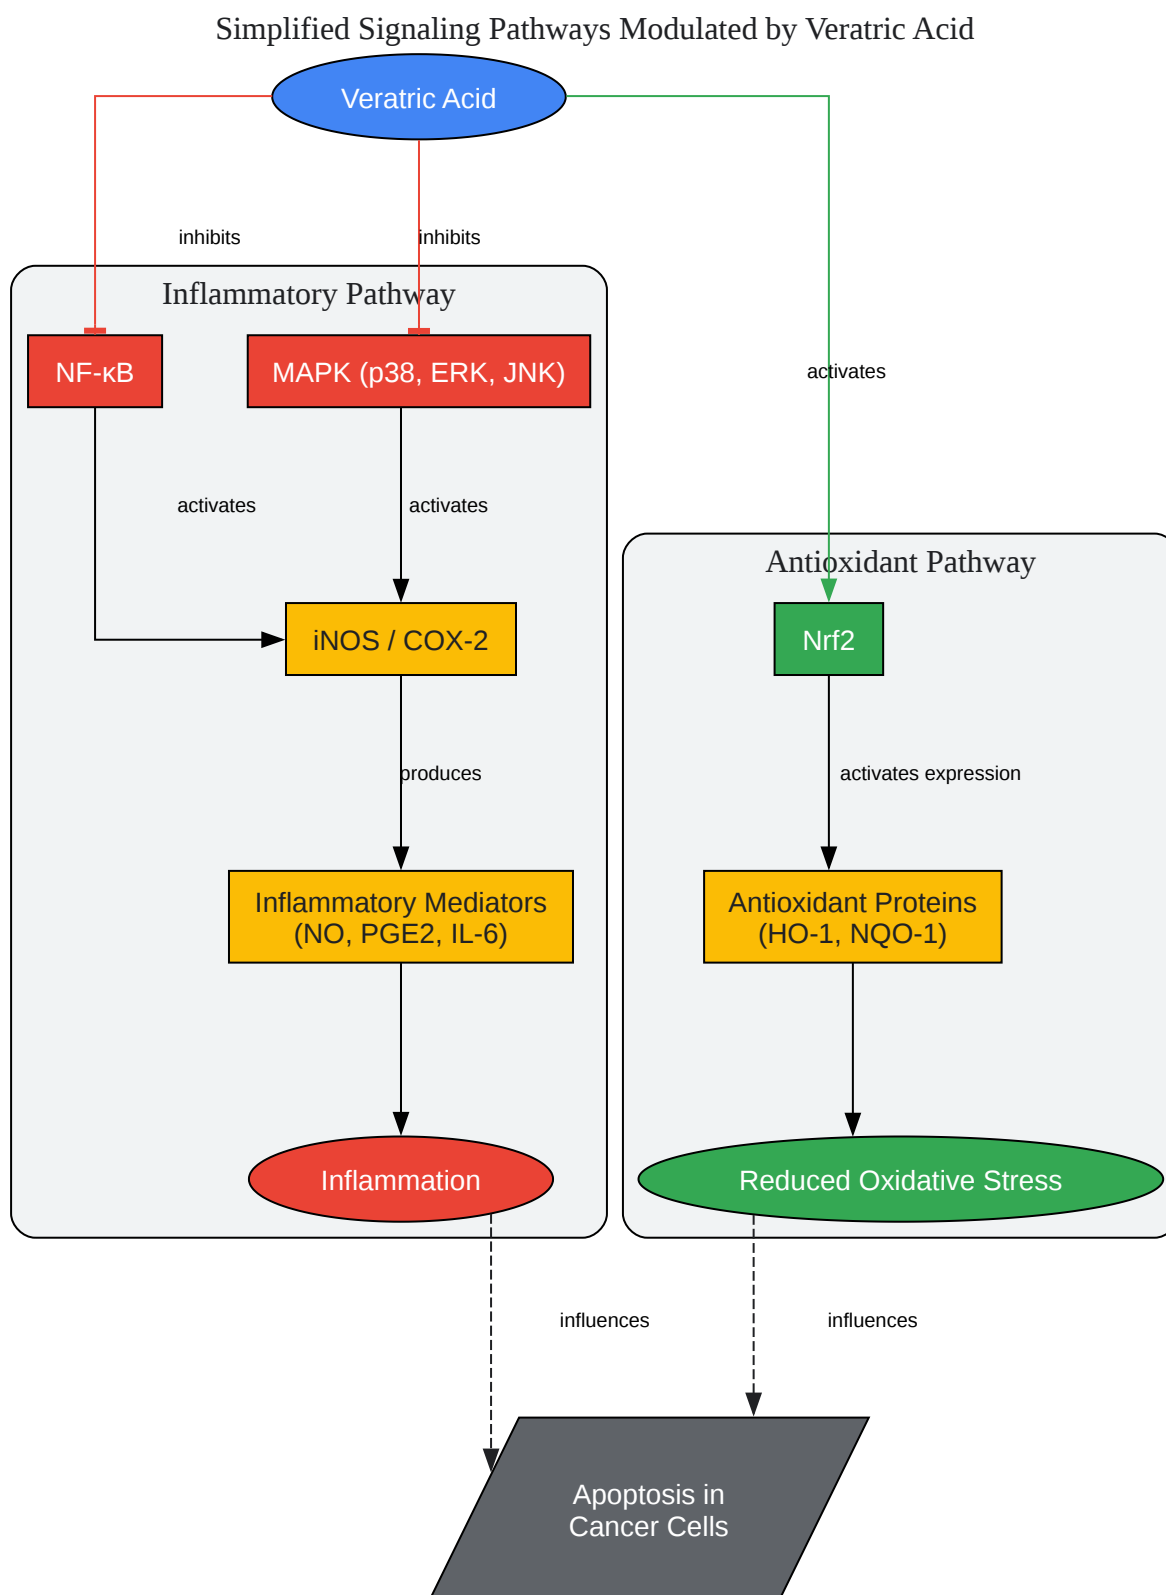 Simplified Signaling Pathways Modulated by Veratric Acid
Veratric Acid
inhibits
inhibits
Inflammatory Pathway
NF-κB
MAPK (p38, ERK, JNK)
activates
activates
activates
Antioxidant Pathway
iNOS / COX-2
Nrf2
produces
activates expression
Inflammatory Mediators
(NO, PGE2, IL-6)
Antioxidant Proteins
(HO-1, NQO-1)
Inflammation
Reduced Oxidative Stress
influences
influences
Apoptosis in
Cancer Cells